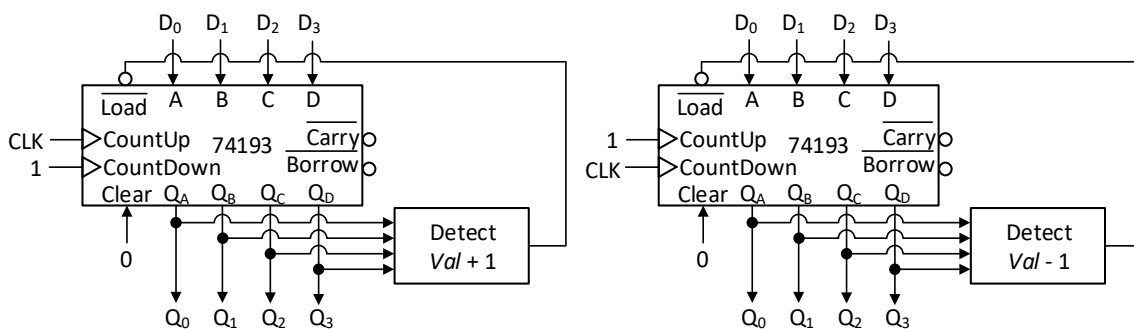 D0 D1 D2 D3
Load A B C D
CLK CountUp 74193 Carry
1 CountDown Borrow
Clear QA QB QC QD
0
Detect
Val + 1
Q0 Q1 Q2 Q3
D0 D1 D2 D3
Load A B C D
1 CountUp 74193 Carry
CLK CountDown Borrow
Clear QA QB QC QD
0
Detect
Val - 1
Q0 Q1 Q2 Q3